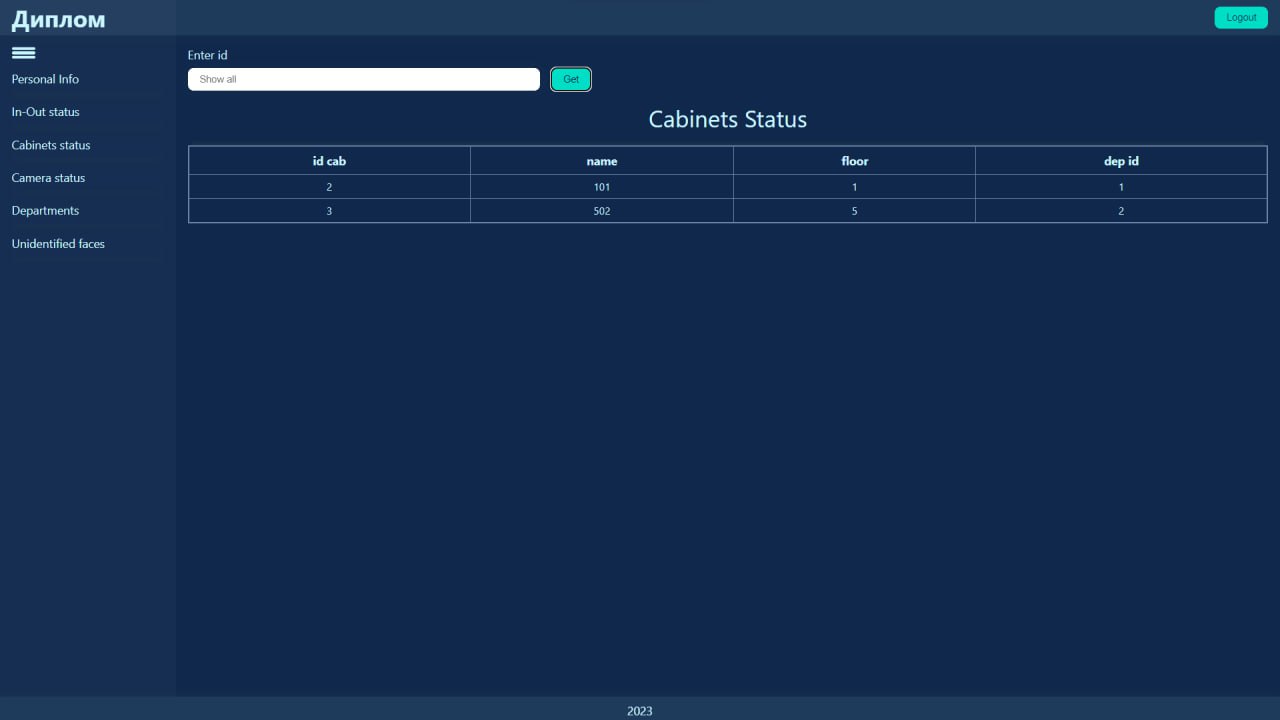 Диплом
Logout
Personal Info
In-Out status
Cabinets status
Camera status
Departments
Unidentified faces
Enter id
Show all
Get
Cabinets Status
id cab name floor dep id
2 101 1 1
3 502 5 2
2023